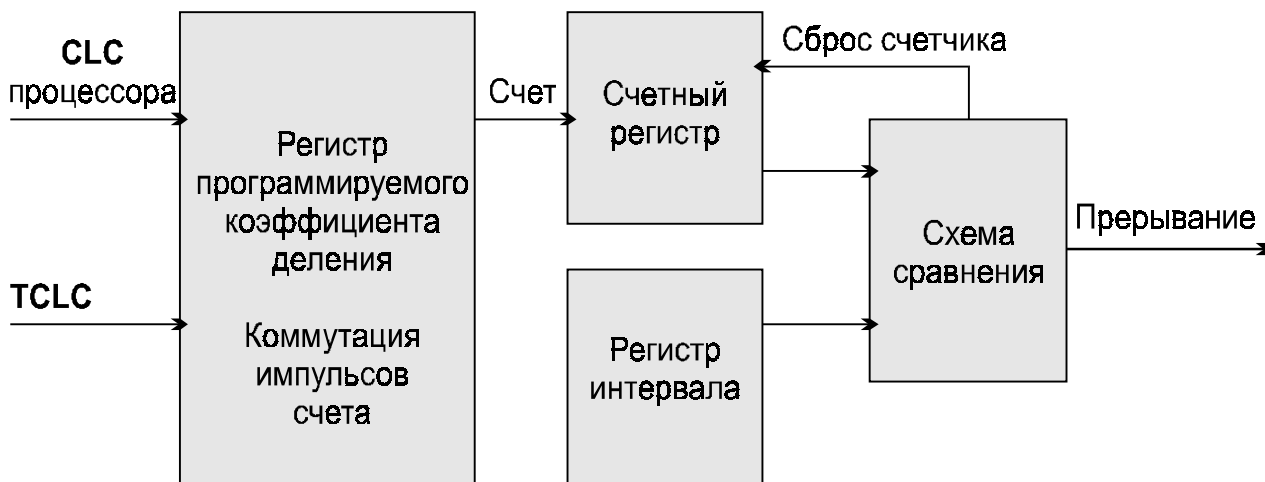 CLC
процессора
TCLC
Регистр
программируемого
коэффициента
деления
Коммутация
импульсов
счета
Счет
Счетный
регистр
Сброс счетчика
Регистр
интервала
Схема
сравнения
Прерывание